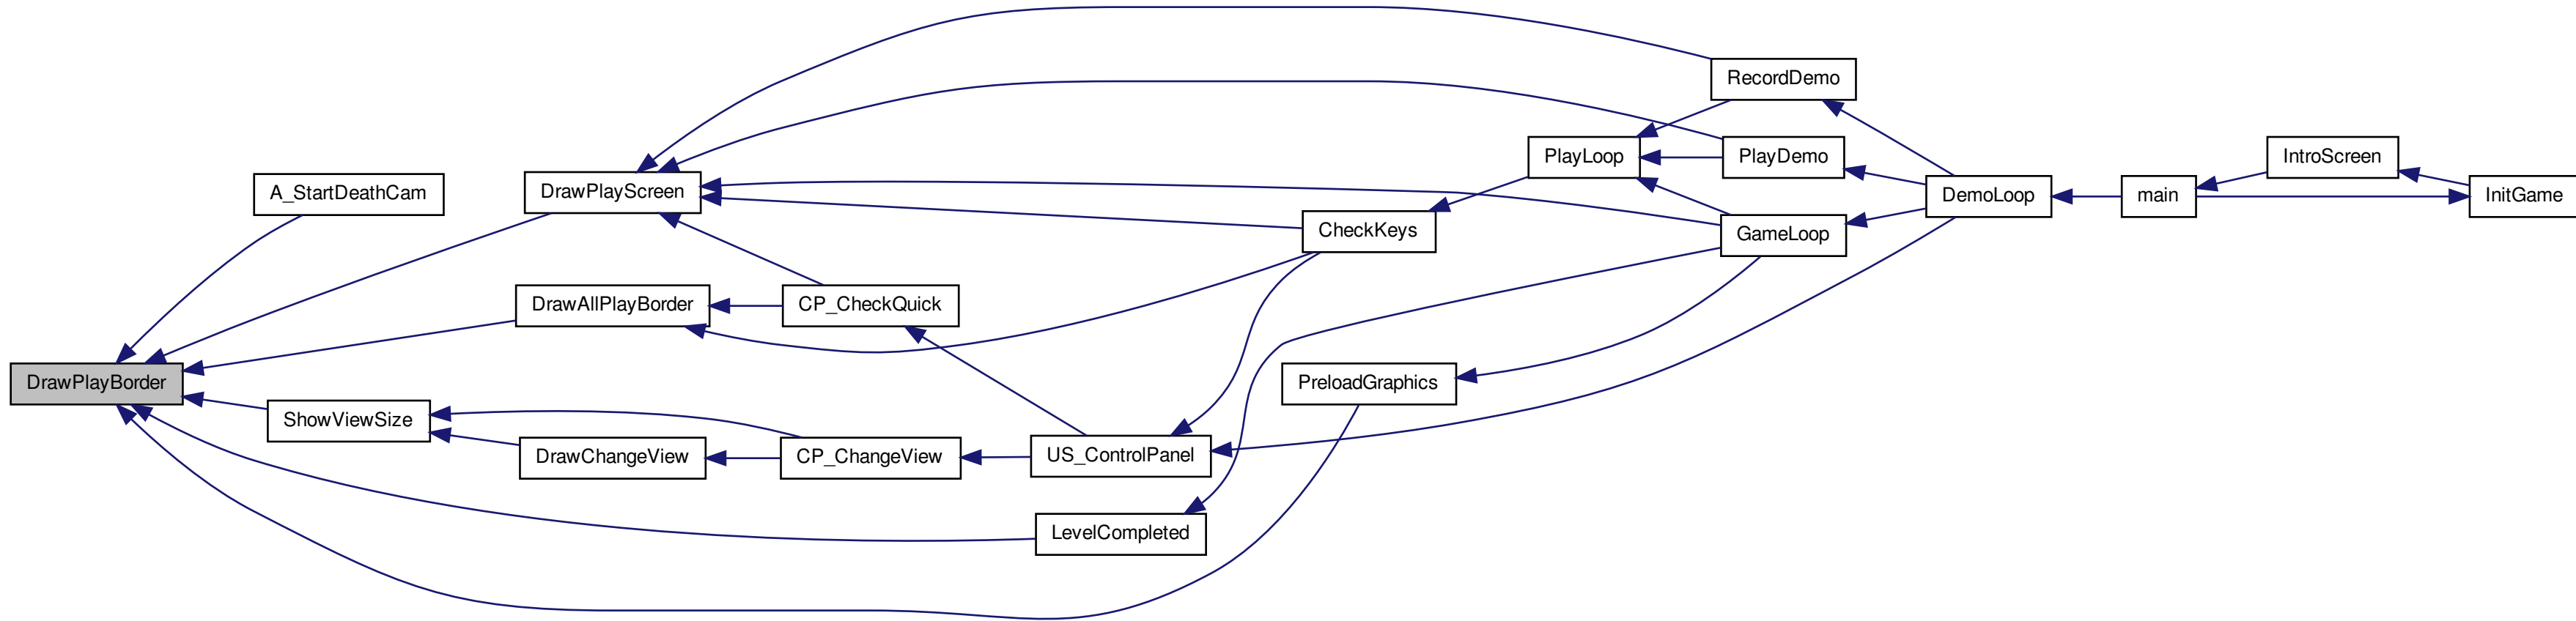 RecordDemo
PlayLoop
PlayDemo
IntroScreen
A_StartDeathCam
DrawPlayScreen
DemoLoop
main
InitGame
CheckKeys
GameLoop
DrawAllPlayBorder
CP_CheckQuick
DrawPlayBorder
PreloadGraphics
ShowViewSize
DrawChangeView
CP_ChangeView
US_ControlPanel
LevelCompleted